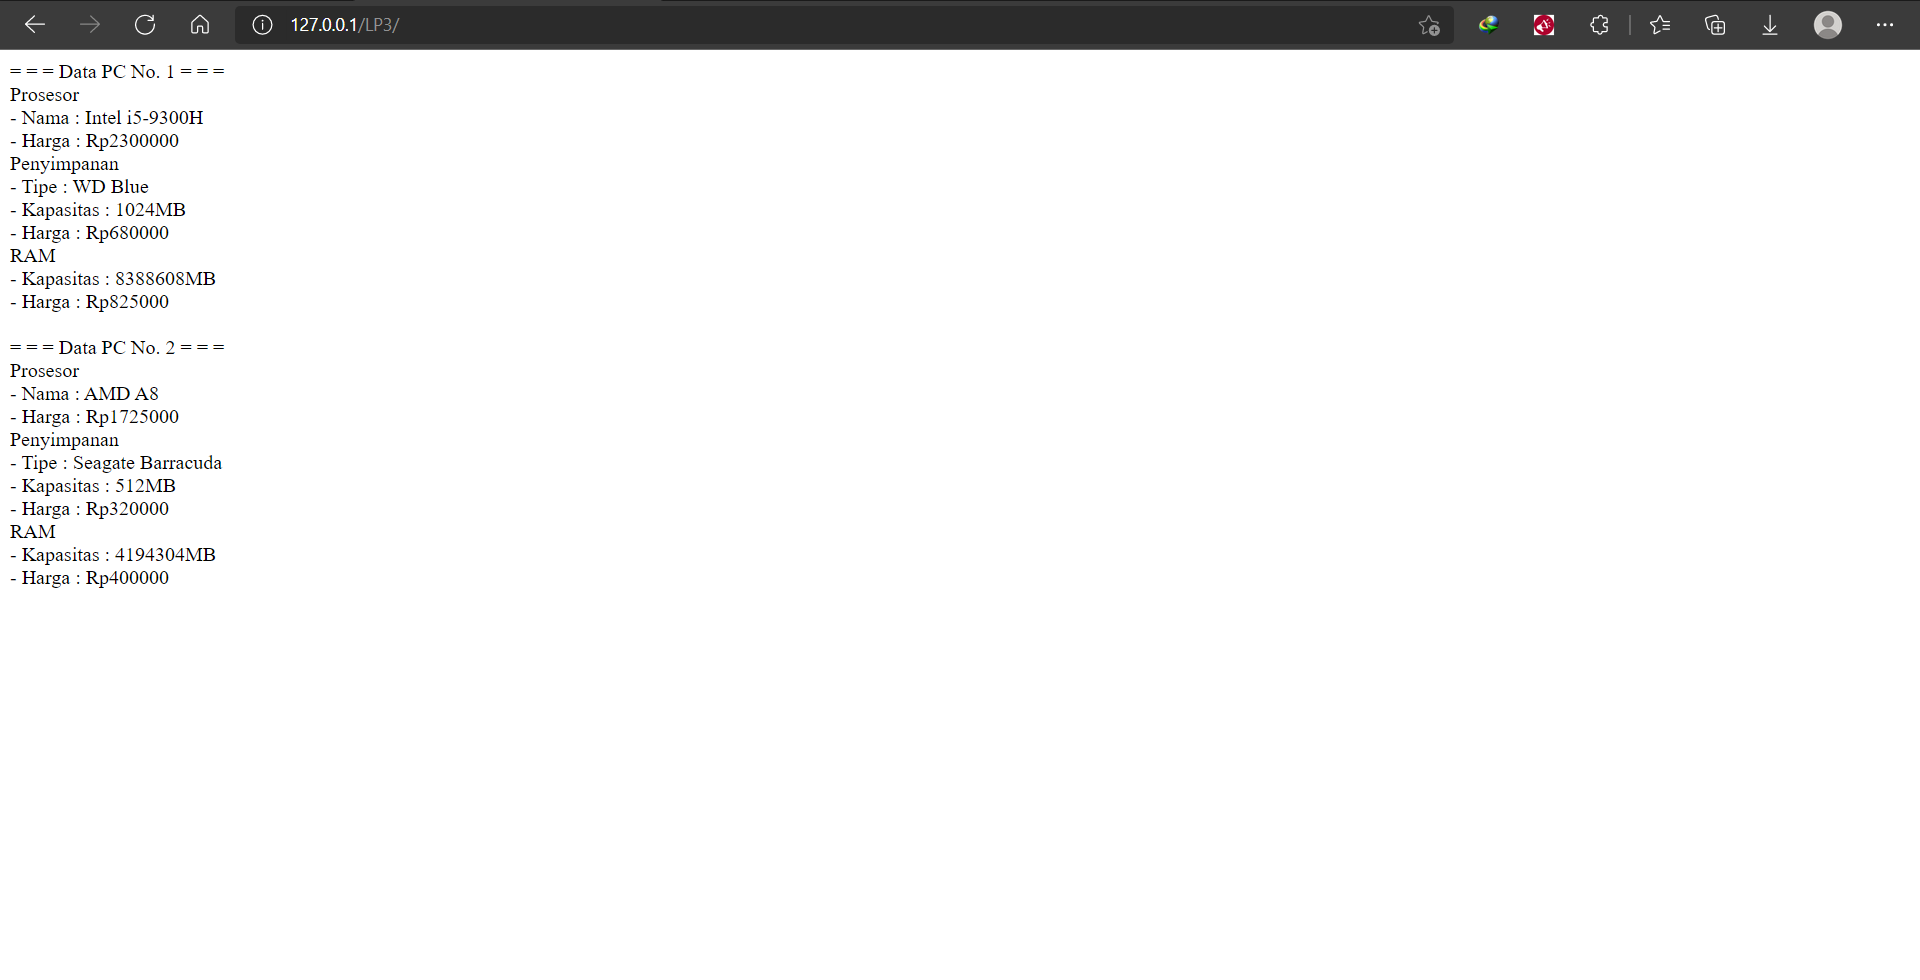 127.0.0.1/LP3/
= = = Data PC No. 1 = = =
Prosesor
- Nama : Intel i5-9300H
- Harga : Rp2300000
Penyimpanan
- Tipe : WD Blue
- Kapasitas : 1024MB
- Harga : Rp680000
RAM
- Kapasitas : 8388608MB
- Harga : Rp825000
= = = Data PC No. 2 = = =
Prosesor
- Nama : AMD A8
- Harga : Rp1725000
Penyimpanan
- Tipe : Seagate Barracuda
- Kapasitas : 512MB
- Harga : Rp320000
RAM
- Kapasitas : 4194304MB
- Harga : Rp400000